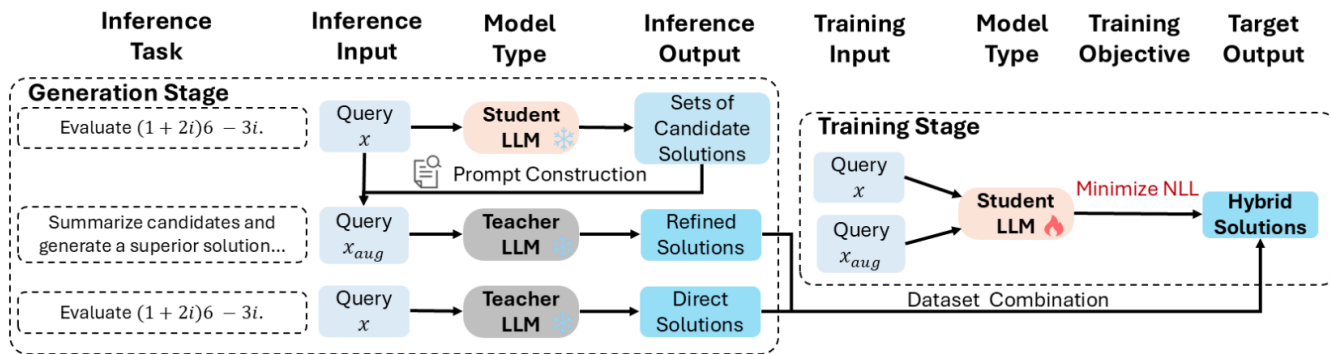 Inference Task
Inference Input
Model Type
Inference Output
Training Input
Model Type
Training Objective
Target Output
Generation Stage
Evaluate (1 + 2i)6 − 3i.
Query
x
Student
LLM
Sets of
Candidate
Solutions
Prompt Construction
Summarize candidates and
generate a superior solution...
Query
x_aug
Teacher
LLM
Refined
Solutions
Evaluate (1 + 2i)6 − 3i.
Query
x
Teacher
LLM
Direct
Solutions
Dataset Combination
Training Stage
Query
x
Query
x_aug
Student
LLM
Minimize NLL
Hybrid
Solutions